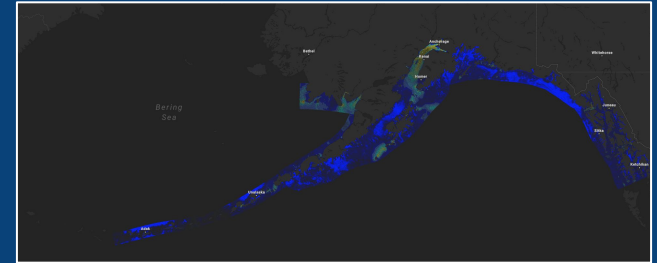 Anchorage
Bethel
Kenai
Whitehorse
Homer
Bering
Sea
Juneau
Sitka
Ketchikan
Unalaska
Adak